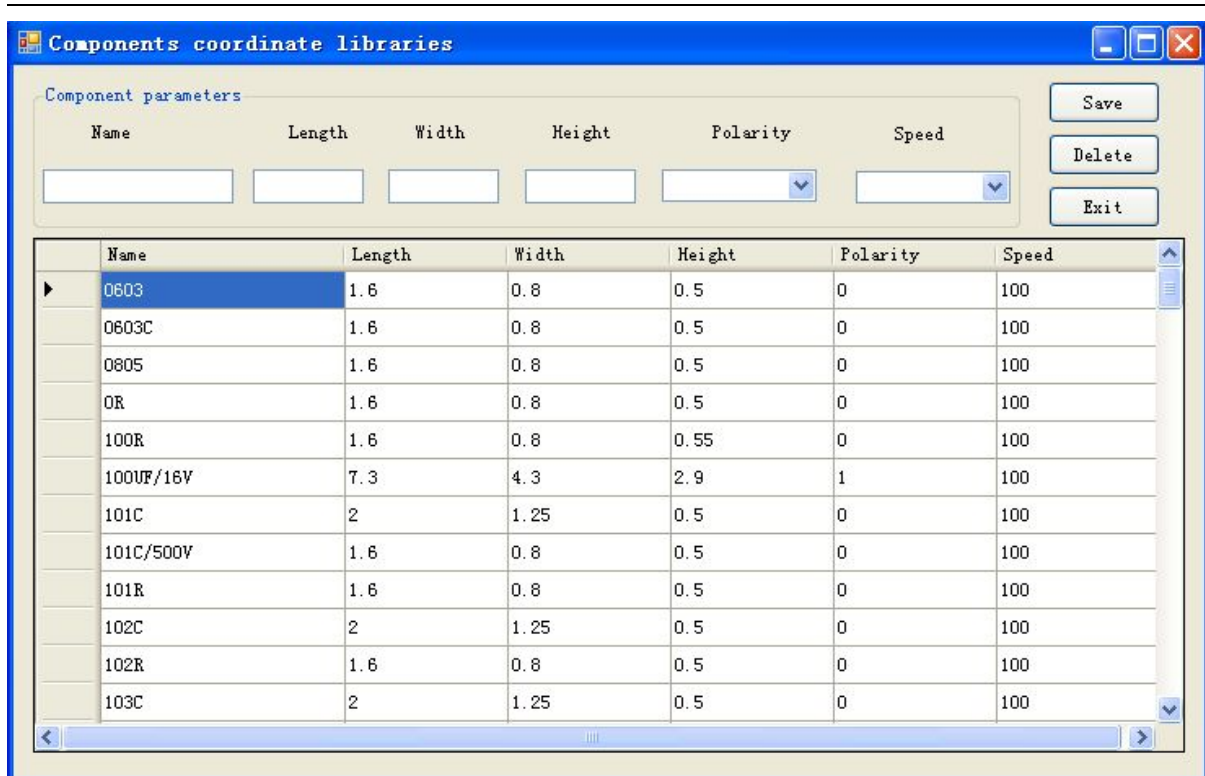 Components coordinate libraries
Component parameters
Save
Name Length Width Height Polarity Speed
Delete
Exit
Name Length Width Height Polarity Speed
0603 1.6 0.8 0.5 0 100
0603C 1.6 0.8 0.5 0 100
0805 1.6 0.8 0.5 0 100
0R 1.6 0.8 0.5 0 100
100R 1.6 0.8 0.55 0 100
100UF/16V 7.3 4.3 2.9 1 100
101C 2 1.25 0.5 0 100
101C/500V 1.6 0.8 0.5 0 100
101R 1.6 0.8 0.5 0 100
102C 2 1.25 0.5 0 100
102R 1.6 0.8 0.5 0 100
103C 2 1.25 0.5 0 100